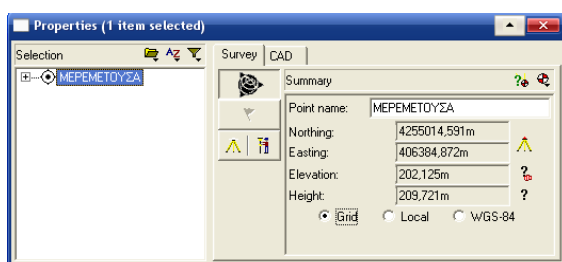 Properties (1 item selected)
Selection
Survey CAD
ΜΕΡΕΜΕΤΟΥΣΑ
Summary
Point name: ΜΕΡΕΜΕΤΟΥΣΑ
Northing: 4255014,591m
Easting: 406384,872m
Elevation: 202,125m
Height: 209,721m
Grid Local WGS-84